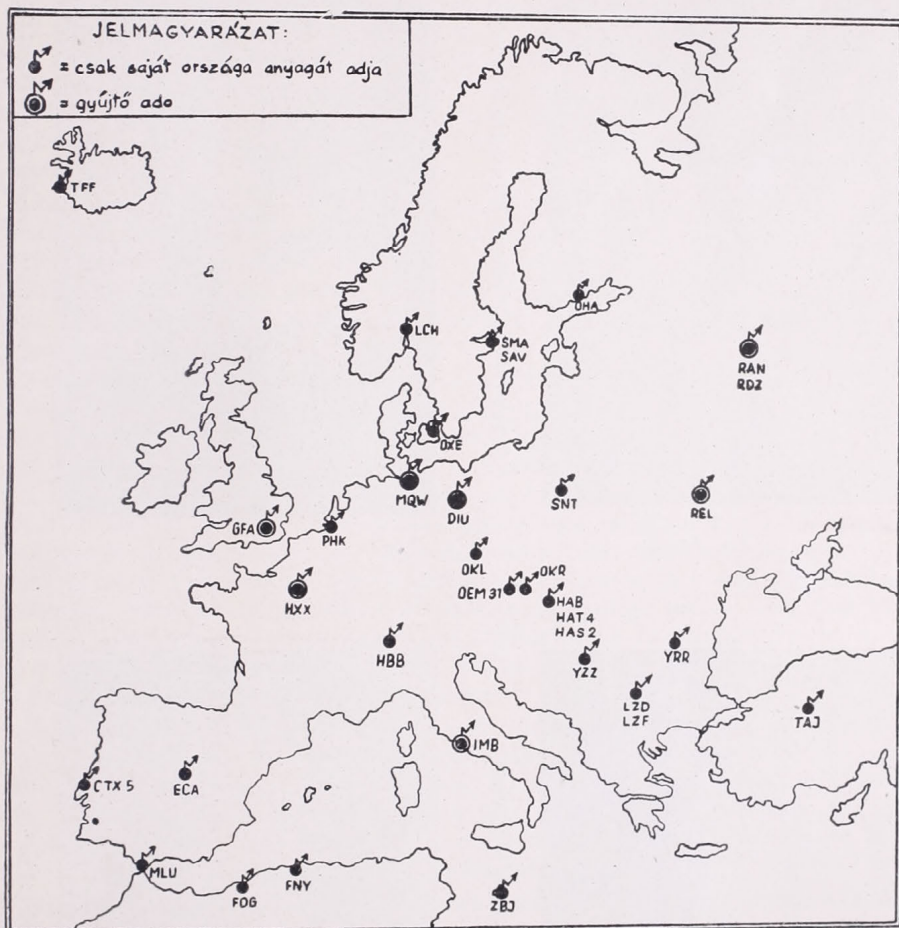 JELMAGYARÁZAT:
= csak saját országa anyagát adja
= gyűjtő ado
TFF
OHA
LCH
SMA
SAV
RAN
RDZ
OXE
MQW
DIU
SNT
REL
GFA
PHK
OKL
HXX
OEM 31
OKR
HAB
HAT 4
HAS 2
HBB
YZZ
YRR
LZD
LZF
TAJ
IMB
CTX 5
ECA
MLU
FOG
FNY
ZBJ